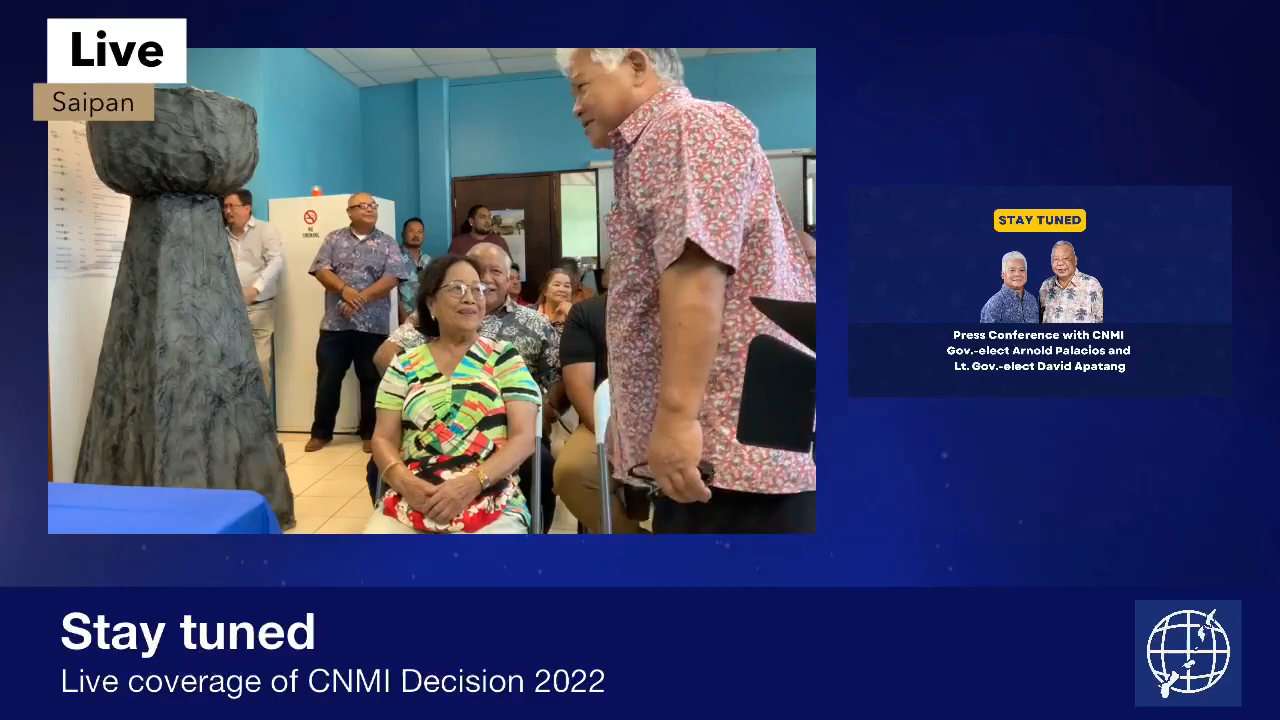 Live
Saipan
NO
SMOKING
STAY TUNED
Press Conference with CNMI
Gov.-elect Arnold Palacios and
Lt. Gov.-elect David Apatang
Stay tuned
Live coverage of CNMI Decision 2022